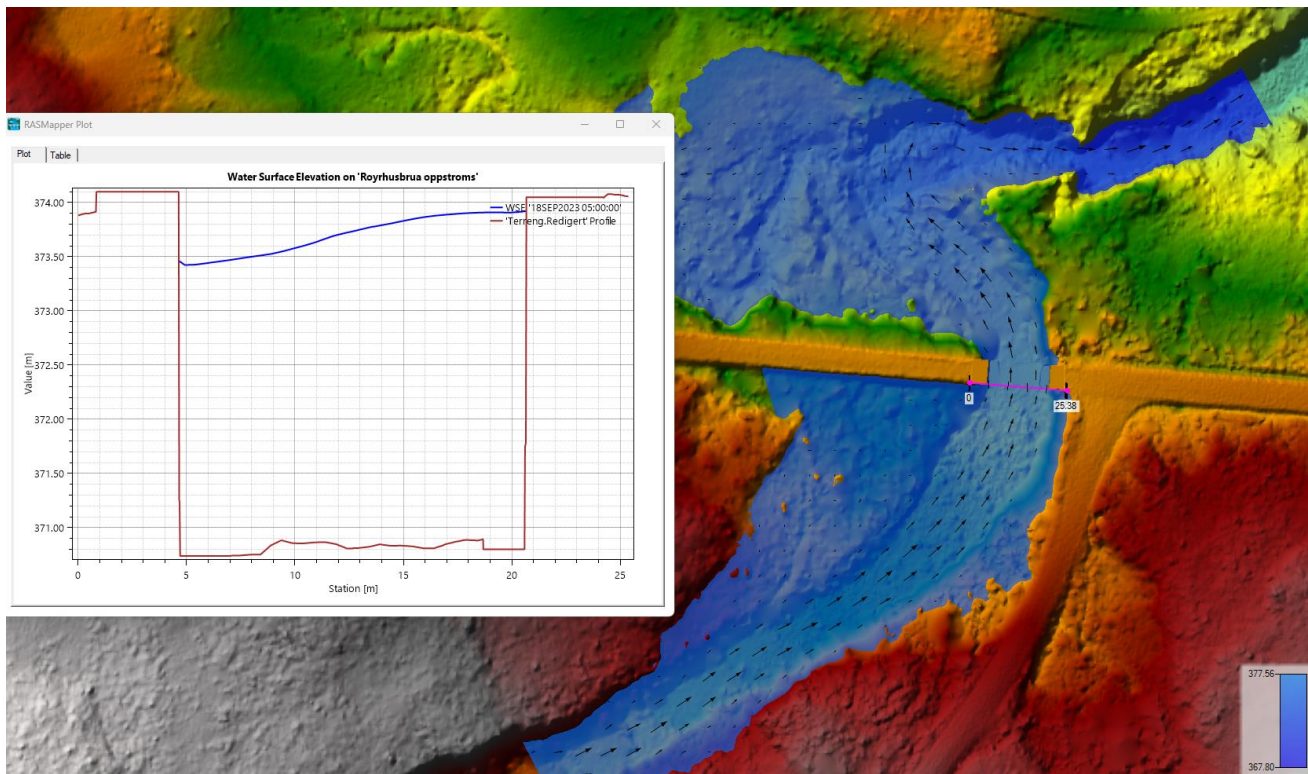 RASMapper Plot
Plot Table
Water Surface Elevation on 'Royrhusbrua oppstroms'
WSE '18SEP2023 05:00:00'
'Terreng.Redigert' Profile
Value [m]
374.00
373.50
373.00
372.50
372.00
371.50
371.00
0 5 10 15 20 25
Station [m]
0
25.38
377.56
367.80